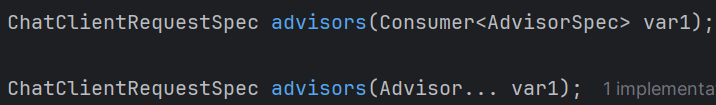 ChatClientRequestSpec advisors(Consumer<AdvisorSpec> var1);
ChatClientRequestSpec advisors(Advisor... var1); 1 implementa